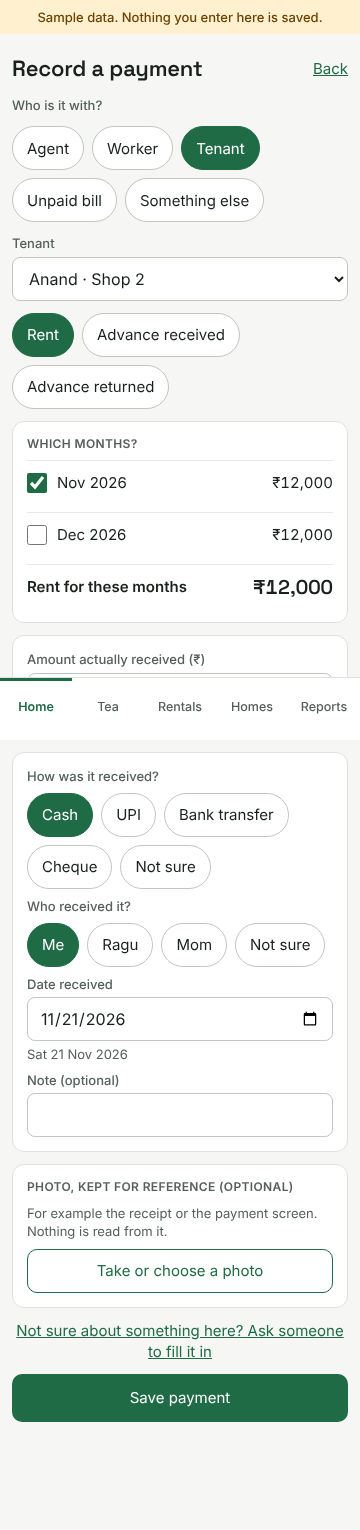 Sample data. Nothing you enter here is saved.
Record a payment
Back
Who is it with?
Agent
Worker
Tenant
Unpaid bill
Something else
Tenant
Anand · Shop 2
Rent
Advance received
Advance returned
WHICH MONTHS?
Nov 2026 ₹12,000
Dec 2026 ₹12,000
Rent for these months ₹12,000
Amount actually received (₹)
Home
Tea
Rentals
Homes
Reports
How was it received?
Cash
UPI
Bank transfer
Cheque
Not sure
Who received it?
Me
Ragu
Mom
Not sure
Date received
11/21/2026
Sat 21 Nov 2026
Note (optional)
PHOTO, KEPT FOR REFERENCE (OPTIONAL)
For example the receipt or the payment screen.
Nothing is read from it.
Take or choose a photo
Not sure about something here? Ask someone
to fill it in
Save payment